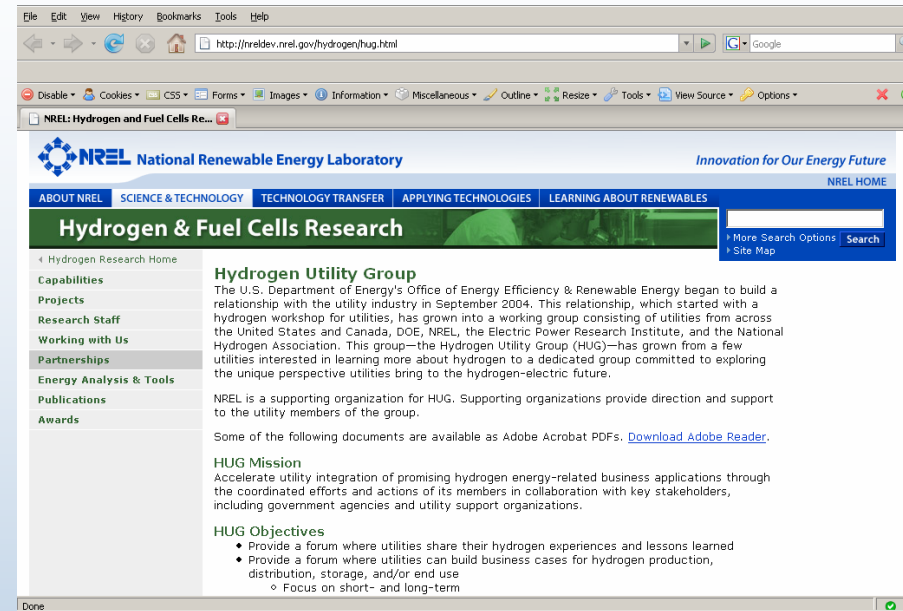 File Edit View History Bookmarks Tools Help
http://nreldev.nrel.gov/hydrogen/hug.html
G Google
Disable Cookies CSS Forms Images Information Miscellaneous Outline Resize Tools View Source Options
NREL: Hydrogen and Fuel Cells Re...
NREL National Renewable Energy Laboratory
Innovation for Our Energy Future
NREL HOME
ABOUT NREL SCIENCE & TECHNOLOGY TECHNOLOGY TRANSFER APPLYING TECHNOLOGIES LEARNING ABOUT RENEWABLES
Hydrogen & Fuel Cells Research
More Search Options Search
Site Map
Hydrogen Research Home
Capabilities
Projects
Research Staff
Working with Us
Partnerships
Energy Analysis & Tools
Publications
Awards
Hydrogen Utility Group
The U.S. Department of Energy's Office of Energy Efficiency & Renewable Energy began to build a
relationship with the utility industry in September 2004. This relationship, which started with a
hydrogen workshop for utilities, has grown into a working group consisting of utilities from across
the United States and Canada, DOE, NREL, the Electric Power Research Institute, and the National
Hydrogen Association. This group—the Hydrogen Utility Group (HUG)—has grown from a few
utilities interested in learning more about hydrogen to a dedicated group committed to exploring
the unique perspective utilities bring to the hydrogen-electric future.
NREL is a supporting organization for HUG. Supporting organizations provide direction and support
to the utility members of the group.
Some of the following documents are available as Adobe Acrobat PDFs. Download Adobe Reader.
HUG Mission
Accelerate utility integration of promising hydrogen energy-related business applications through
the coordinated efforts and actions of its members in collaboration with key stakeholders,
including government agencies and utility support organizations.
HUG Objectives
Provide a forum where utilities share their hydrogen experiences and lessons learned
Provide a forum where utilities can build business cases for hydrogen production,
distribution, storage, and/or end use
Focus on short- and long-term
Done